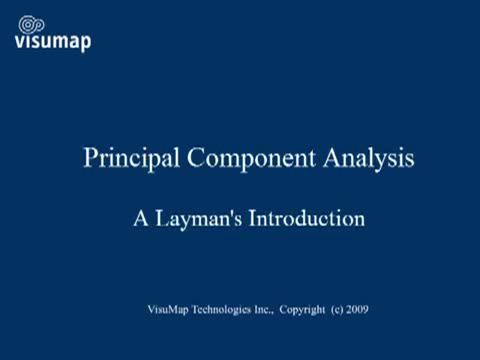 visumap
Principal Component Analysis
A Layman's Introduction
VisuMap Technologies Inc., Copyright (c) 2009